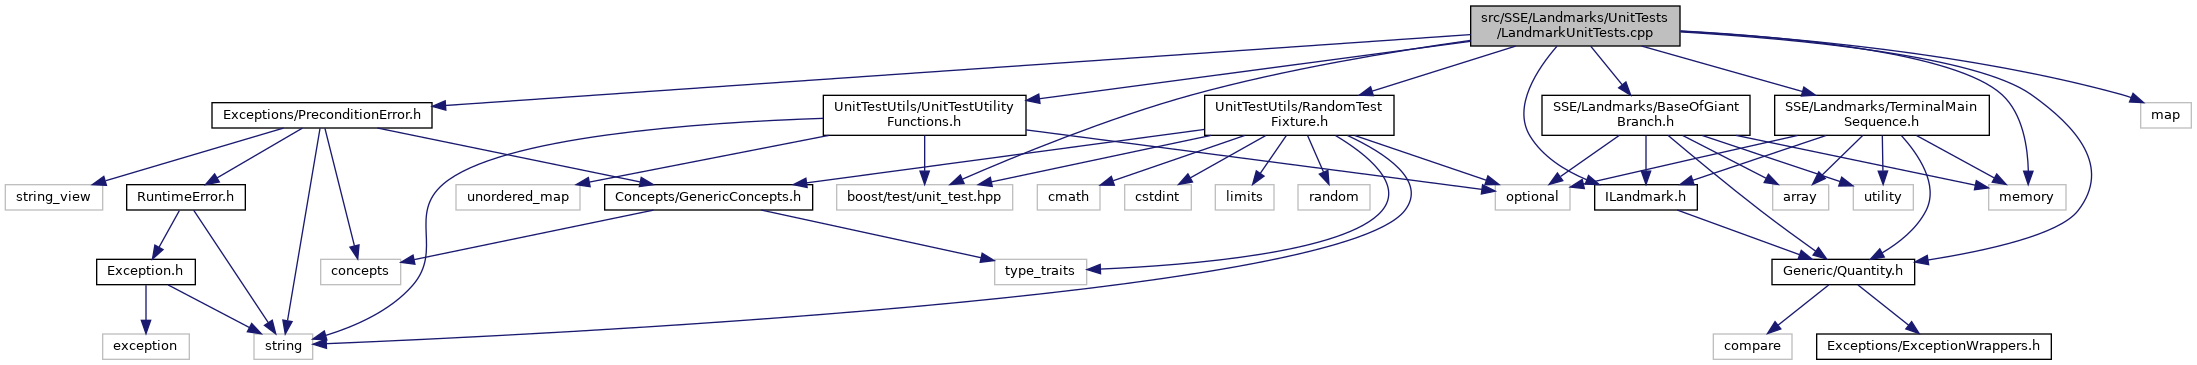 src/SSE/Landmarks/UnitTests
/LandmarkUnitTests.cpp
Exceptions/PreconditionError.h
UnitTestUtils/UnitTestUtility
Functions.h
UnitTestUtils/RandomTest
Fixture.h
SSE/Landmarks/BaseOfGiant
Branch.h
SSE/Landmarks/TerminalMain
Sequence.h
map
string_view
RuntimeError.h
unordered_map
Concepts/GenericConcepts.h
boost/test/unit_test.hpp
cmath
cstdint
limits
random
optional
ILandmark.h
array
utility
memory
Exception.h
concepts
type_traits
Generic/Quantity.h
exception
string
compare
Exceptions/ExceptionWrappers.h